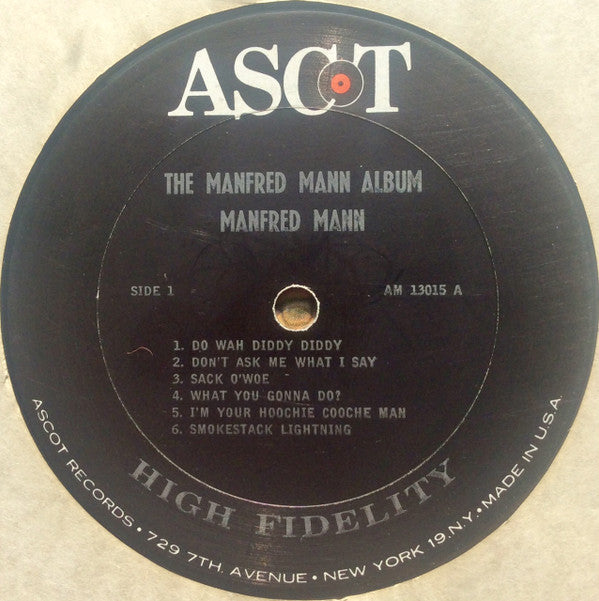 ASCOT
THE MANFRED MANN ALBUM
MANFRED MANN
SIDE 1
AM 13015 A
1. DO WAH DIDDY DIDDY
2. DON'T ASK ME WHAT I SAY
3. SACK O'WOE
4. WHAT YOU GONNA DO?
5. I'M YOUR HOOCHIE COOCHE MAN
6. SMOKESTACK LIGHTNING
HIGH FIDELITY
ASCOT RECORDS • 729 7TH. AVENUE • NEW YORK 19.N.Y. • MADE IN U.S.A.